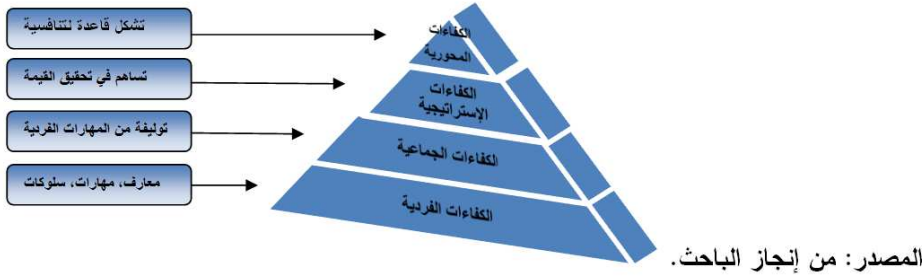 تشكل قاعدة لتنافسية
الكفاءات
المحورية
تساهم في تحقيق القيمة
الكفاءات
الإستراتيجية
توليفة من المهارات الفردية
الكفاءات الجماعية
معارف، مهارات، سلوكات
الكفاءات الفردية
المصدر: من إنجاز الباحث.